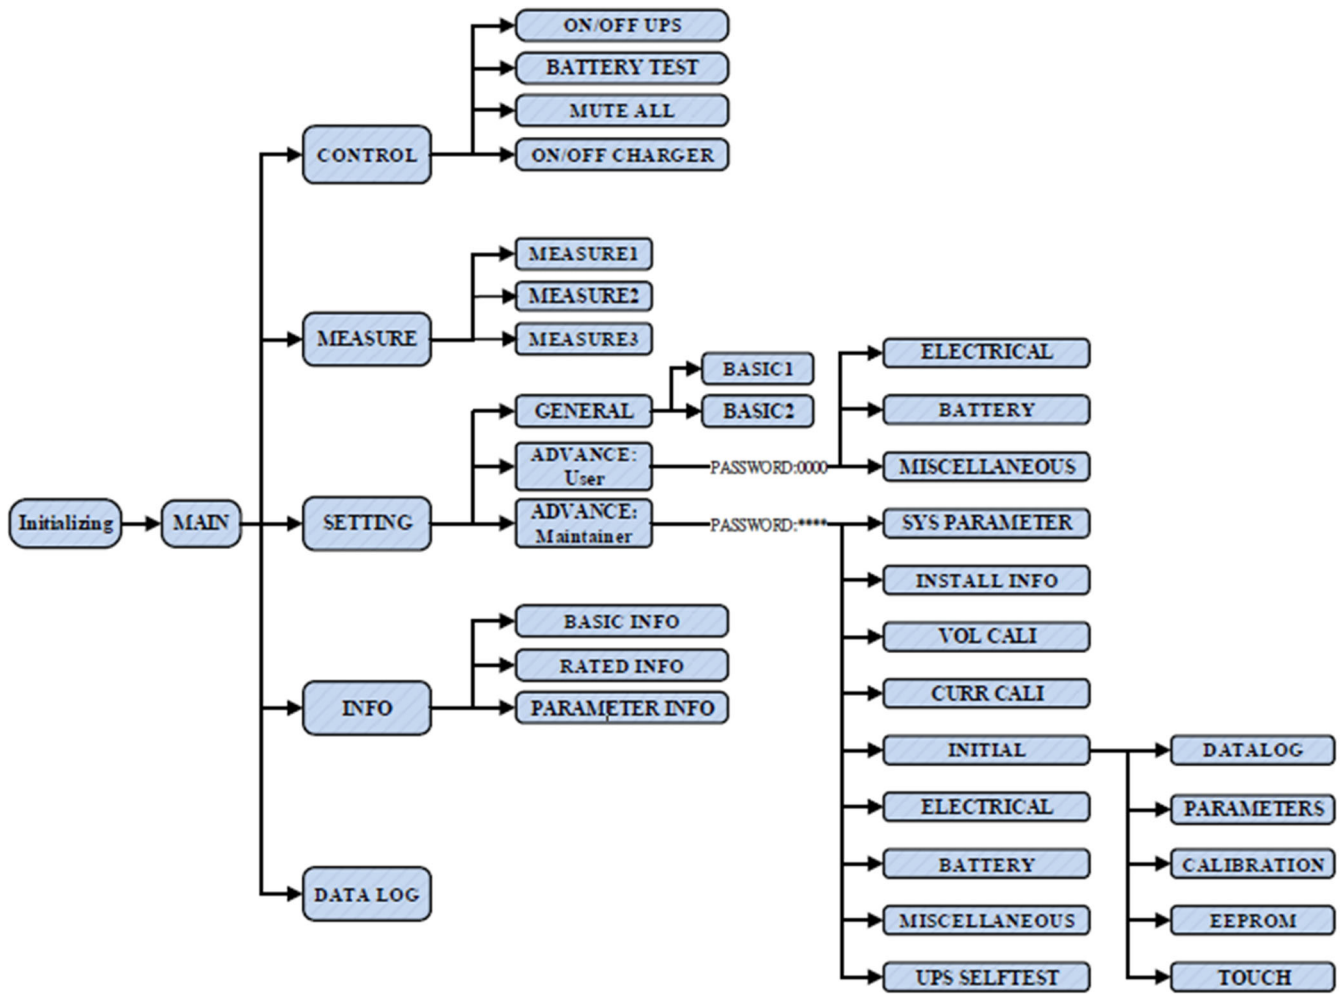 Initializing
MAIN
CONTROL
ON/OFF UPS
BATTERY TEST
MUTE ALL
ON/OFF CHARGER
MEASURE
MEASURE1
MEASURE2
MEASURE3
SETTING
GENERAL
BASIC1
BASIC2
ADVANCE:
User
PASSWORD:0000
ELECTRICAL
BATTERY
MISCELLANEOUS
ADVANCE:
Maintainer
PASSWORD:****
SYS PARAMETER
INSTALL INFO
VOL CALI
CURR CALI
INITIAL
DATALOG
PARAMETERS
CALIBRATION
EEPROM
TOUCH
ELECTRICAL
BATTERY
MISCELLANEOUS
UPS SELFTEST
INFO
BASIC INFO
RATED INFO
PARAMETER INFO
DATA LOG